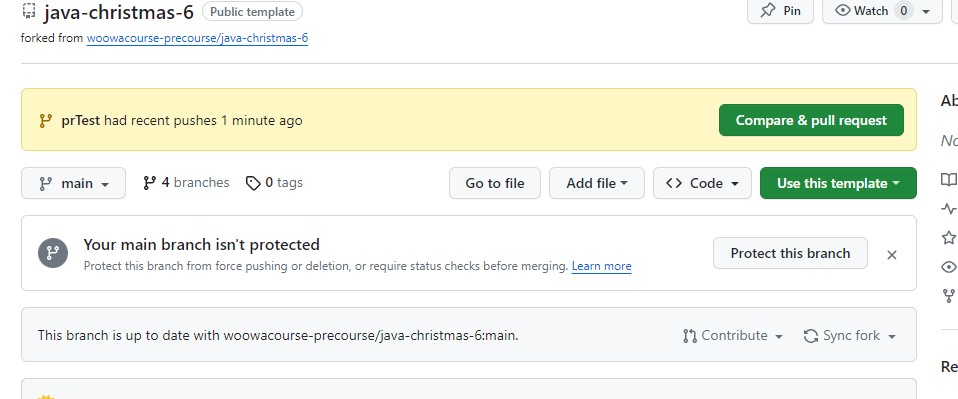 java-christmas-6 Public template Pin Watch 0
forked from woowacourse-precourse/java-christmas-6
prTest had recent pushes 1 minute ago Compare & pull request
main 4 branches 0 tags Go to file Add file Code Use this template
Your main branch isn't protected
Protect this branch from force pushing or deletion, or require status checks before merging. Learn more Protect this branch
This branch is up to date with woowacourse-precourse/java-christmas-6:main. Contribute Sync fork